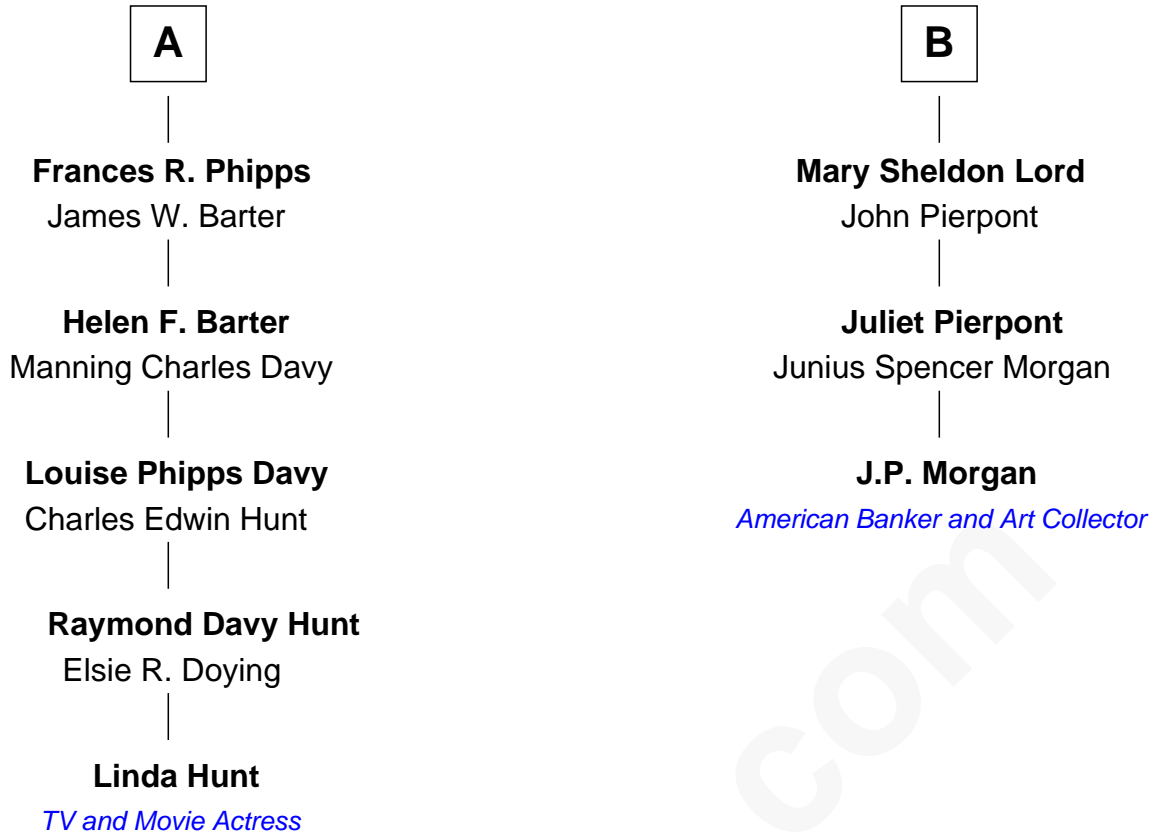 A
Frances R. Phipps
James W. Barter
Helen F. Barter
Manning Charles Davy
Louise Phipps Davy
Charles Edwin Hunt
Raymond Davy Hunt
Elsie R. Doying
Linda Hunt
TV and Movie Actress
B
Mary Sheldon Lord
John Pierpont
Juliet Pierpont
Junius Spencer Morgan
J.P. Morgan
American Banker and Art Collector
com